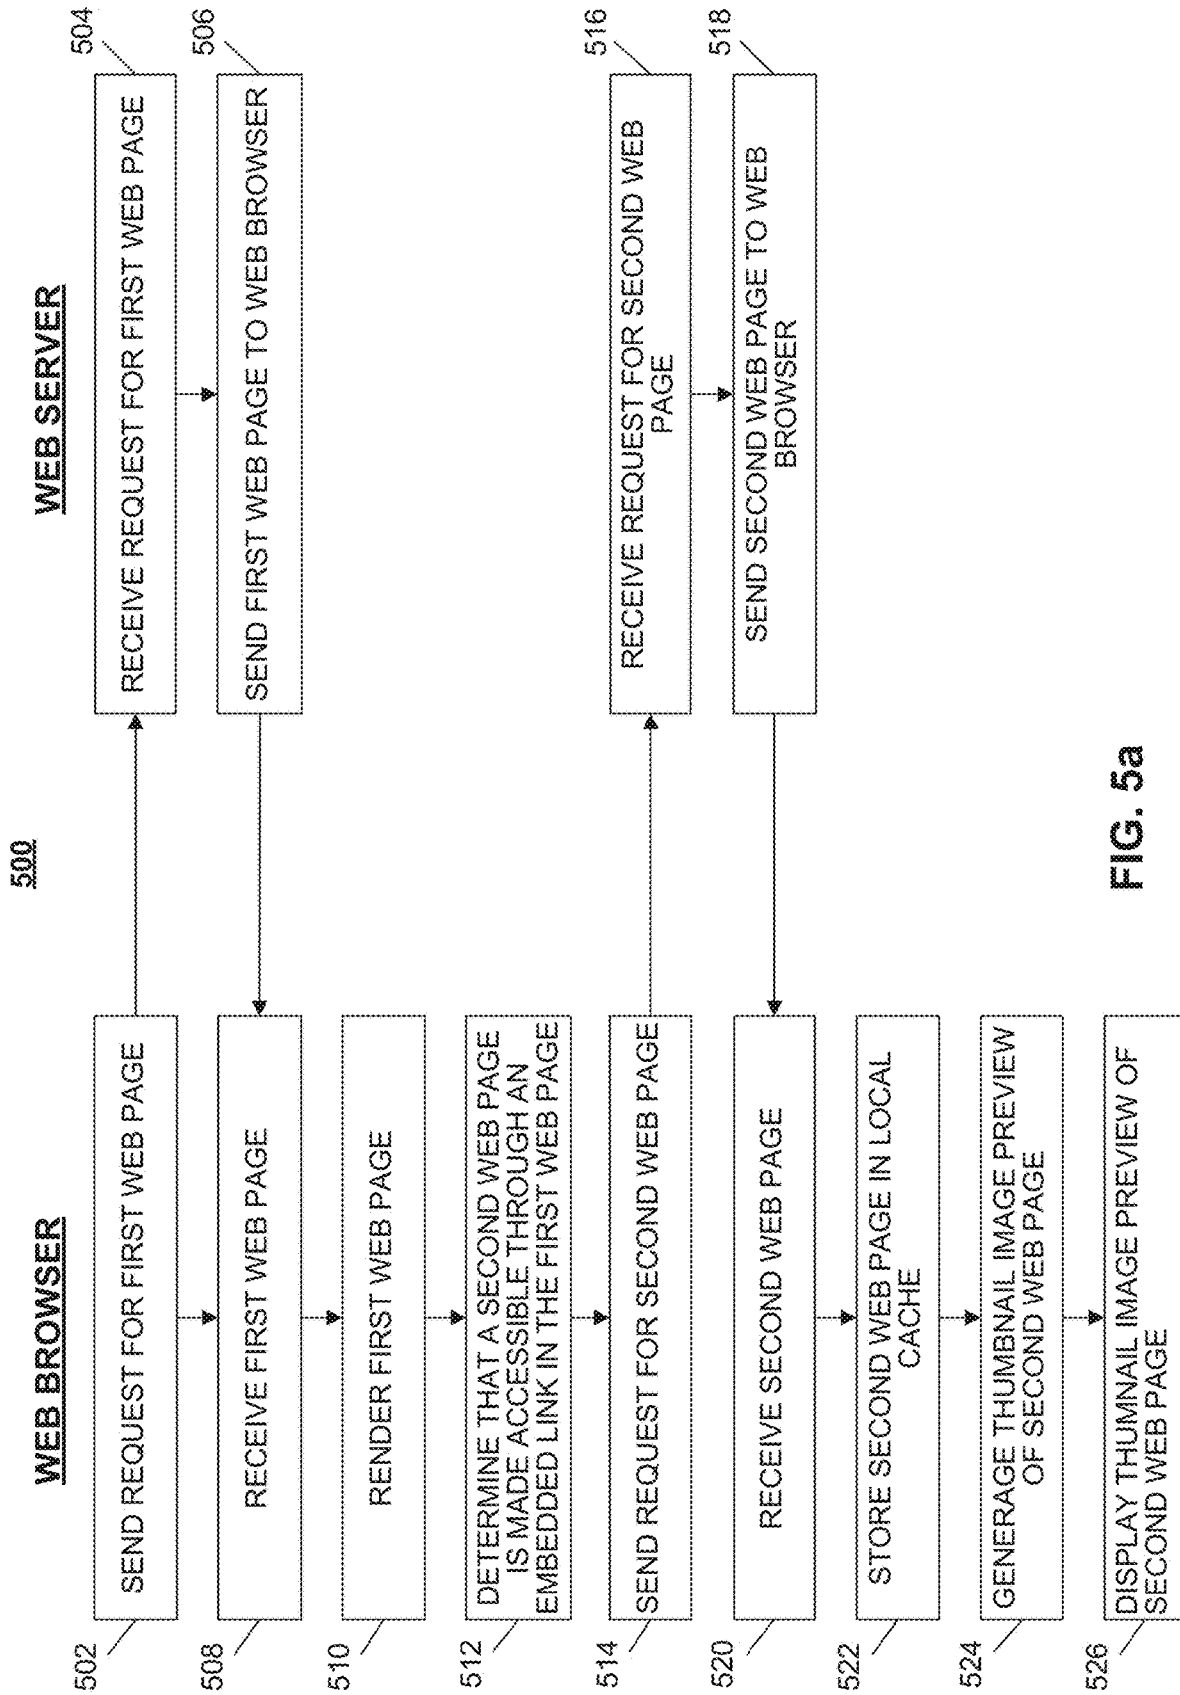 500
WEB BROWSER
WEB SERVER
502
SEND REQUEST FOR FIRST WEB PAGE
504
RECEIVE REQUEST FOR FIRST WEB PAGE
506
SEND FIRST WEB PAGE TO WEB BROWSER
508
RECEIVE FIRST WEB PAGE
510
RENDER FIRST WEB PAGE
512
DETERMINE THAT A SECOND WEB PAGE
IS MADE ACCESSIBLE THROUGH AN
EMBEDDED LINK IN THE FIRST WEB PAGE
514
SEND REQUEST FOR SECOND WEB PAGE
516
RECEIVE REQUEST FOR SECOND WEB
PAGE
518
SEND SECOND WEB PAGE TO WEB
BROWSER
520
RECEIVE SECOND WEB PAGE
522
STORE SECOND WEB PAGE IN LOCAL
CACHE
524
GENERAGE THUMBNAIL IMAGE PREVIEW
OF SECOND WEB PAGE
526
DISPLAY THUMNAIL IMAGE PREVIEW OF
SECOND WEB PAGE
FIG. 5a